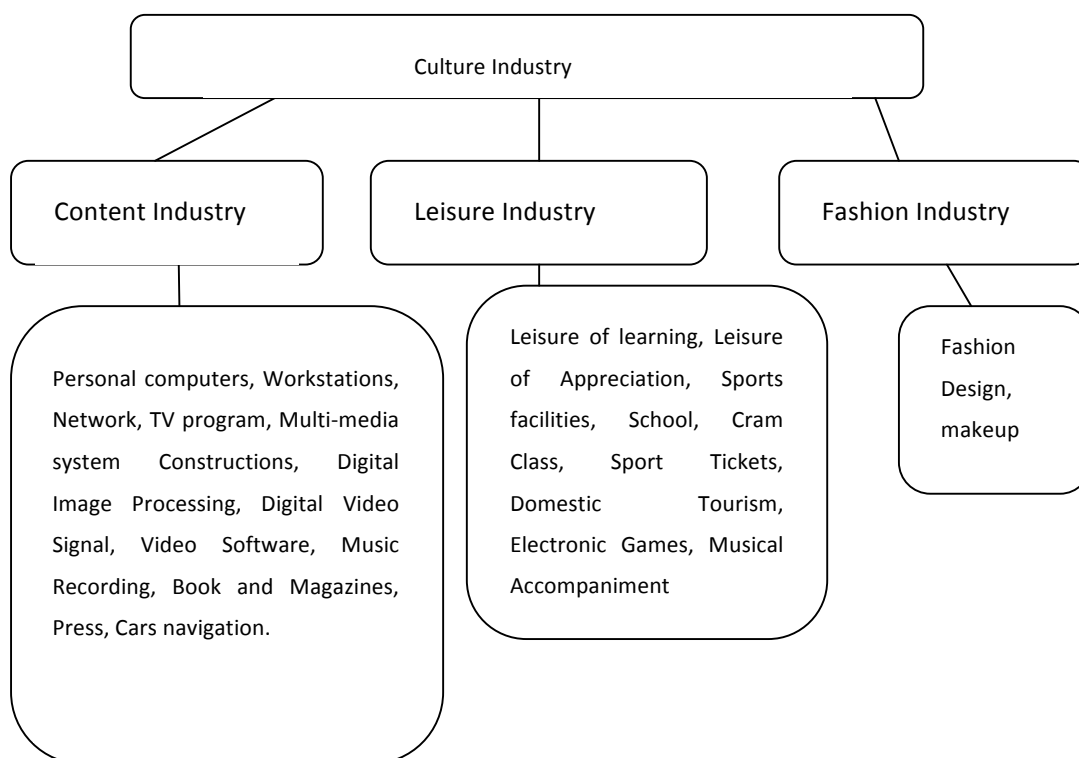 Culture Industry
Content Industry
Leisure Industry
Fashion Industry
Personal computers, Workstations,
Network, TV program, Multi-media
system Constructions, Digital
Image Processing, Digital Video
Signal, Video Software, Music
Recording, Book and Magazines,
Press, Cars navigation.
Leisure of learning, Leisure
of Appreciation, Sports
facilities, School, Cram
Class, Sport Tickets,
Domestic Tourism,
Electronic Games, Musical
Accompaniment
Fashion
Design,
makeup